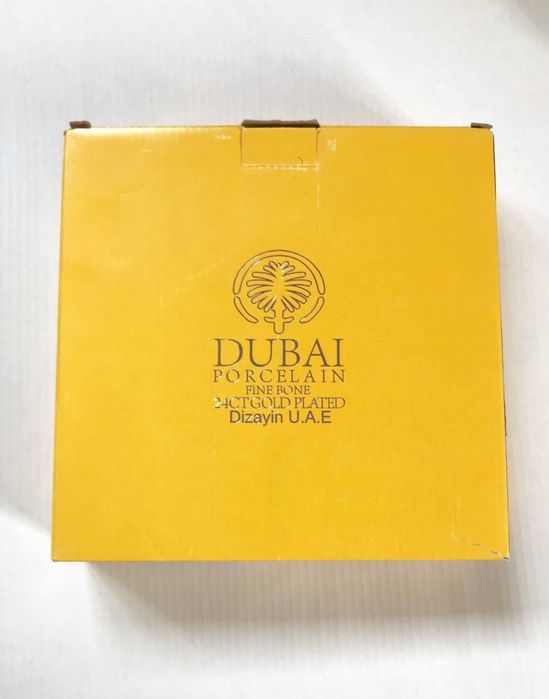 DUBAI
PORCELAIN
FINE BONE
24CT GOLD PLATED
Dizayin U.A.E